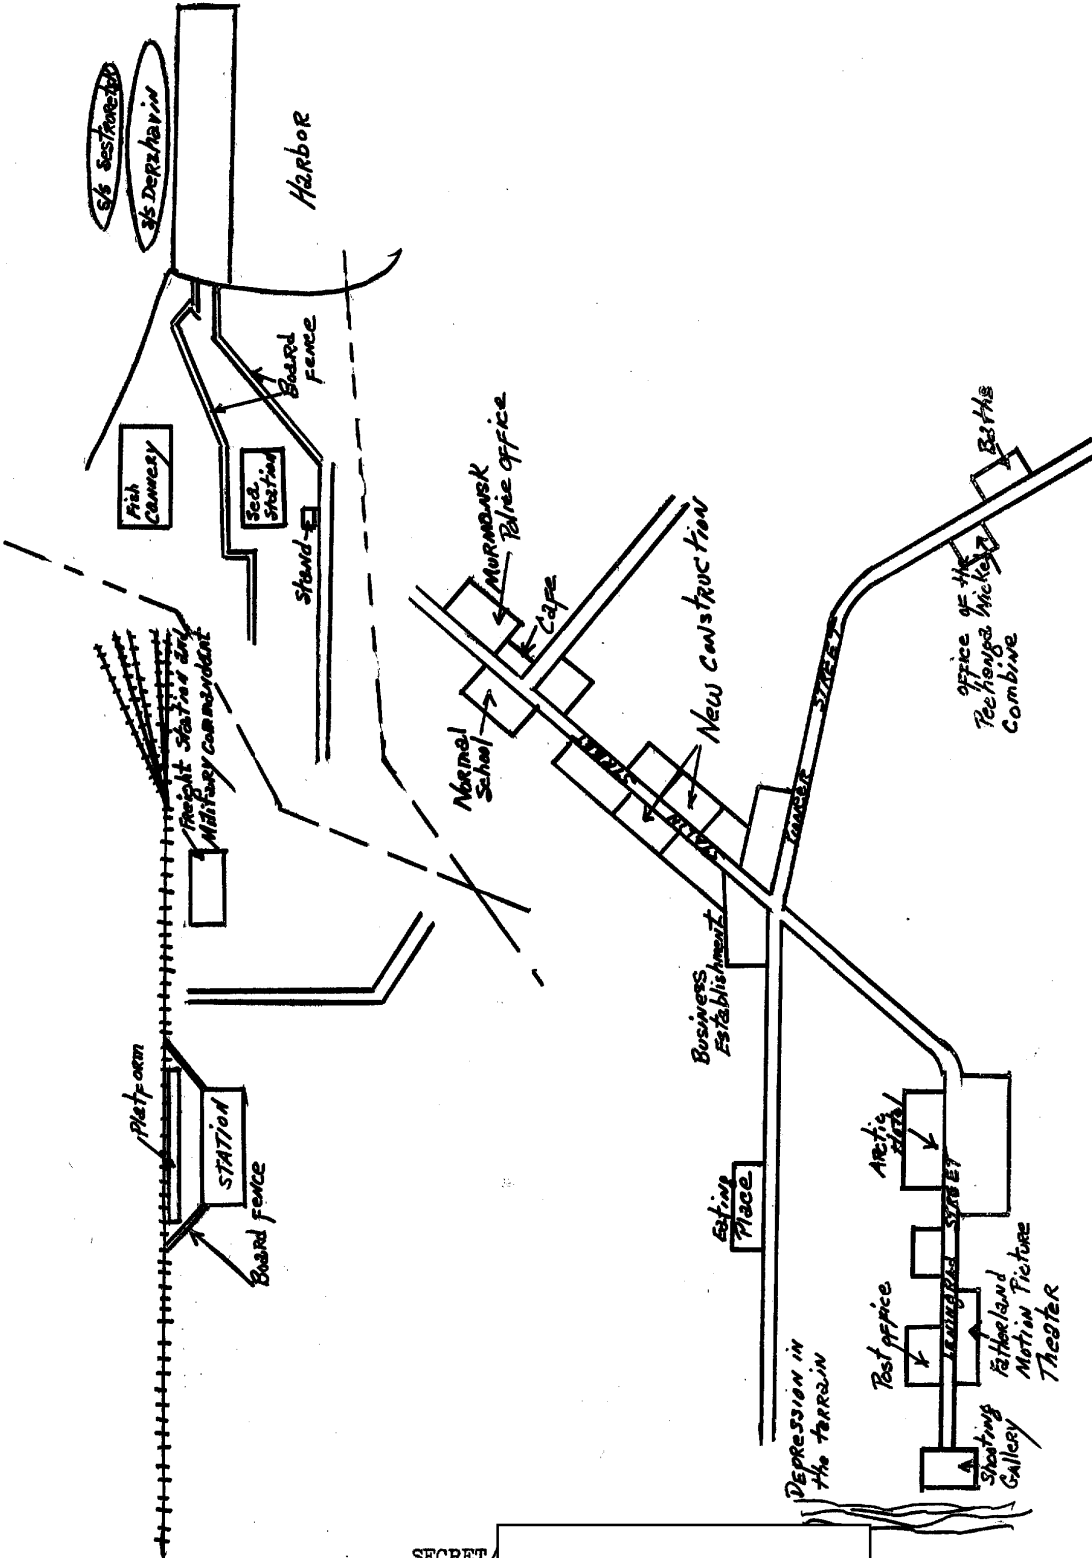 S/S Sestroretsk
S/S Derzhavin
Harbor
Board
Fence
Fish
Cannery
Sea
Station
Stand
Freight Station and
Military Commandant
Murmansk
Police Office
Cafe
Normal
School
New Construction
STALIN STREET
STREET
Baths
Office of the
Pechenga Nickel
Combine
Platform
STATION
Board Fence
Business
Establishment
Eating
Place
Arctic
Hotel
LENINGRAD STREET
Post Office
Fatherland
Motion Picture
Theater
Shooting
Gallery
Depression in
the terrain
SECRET/